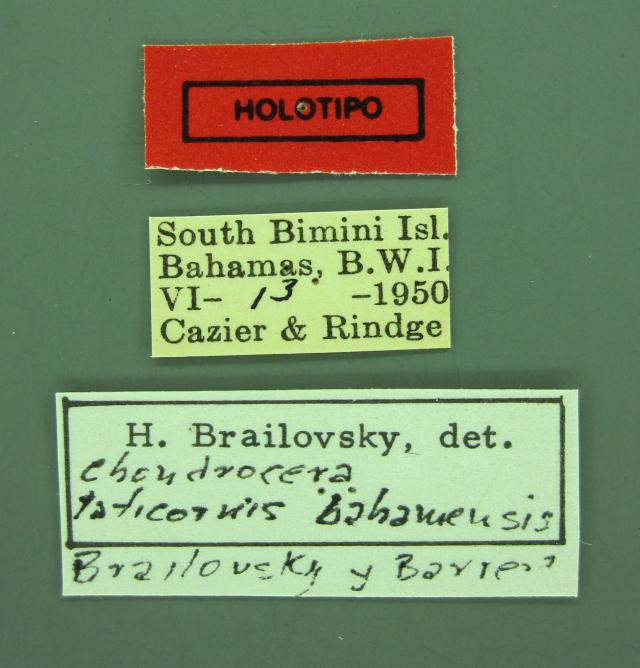 HOLOTIPO
South Bimini Isl.
Bahamas, B.W.I.
VI- 13 -1950
Cazier & Rindge
H. Brailovsky, det.
Chondrocera
laticornis bahamensis
Brailovsky y Barrera